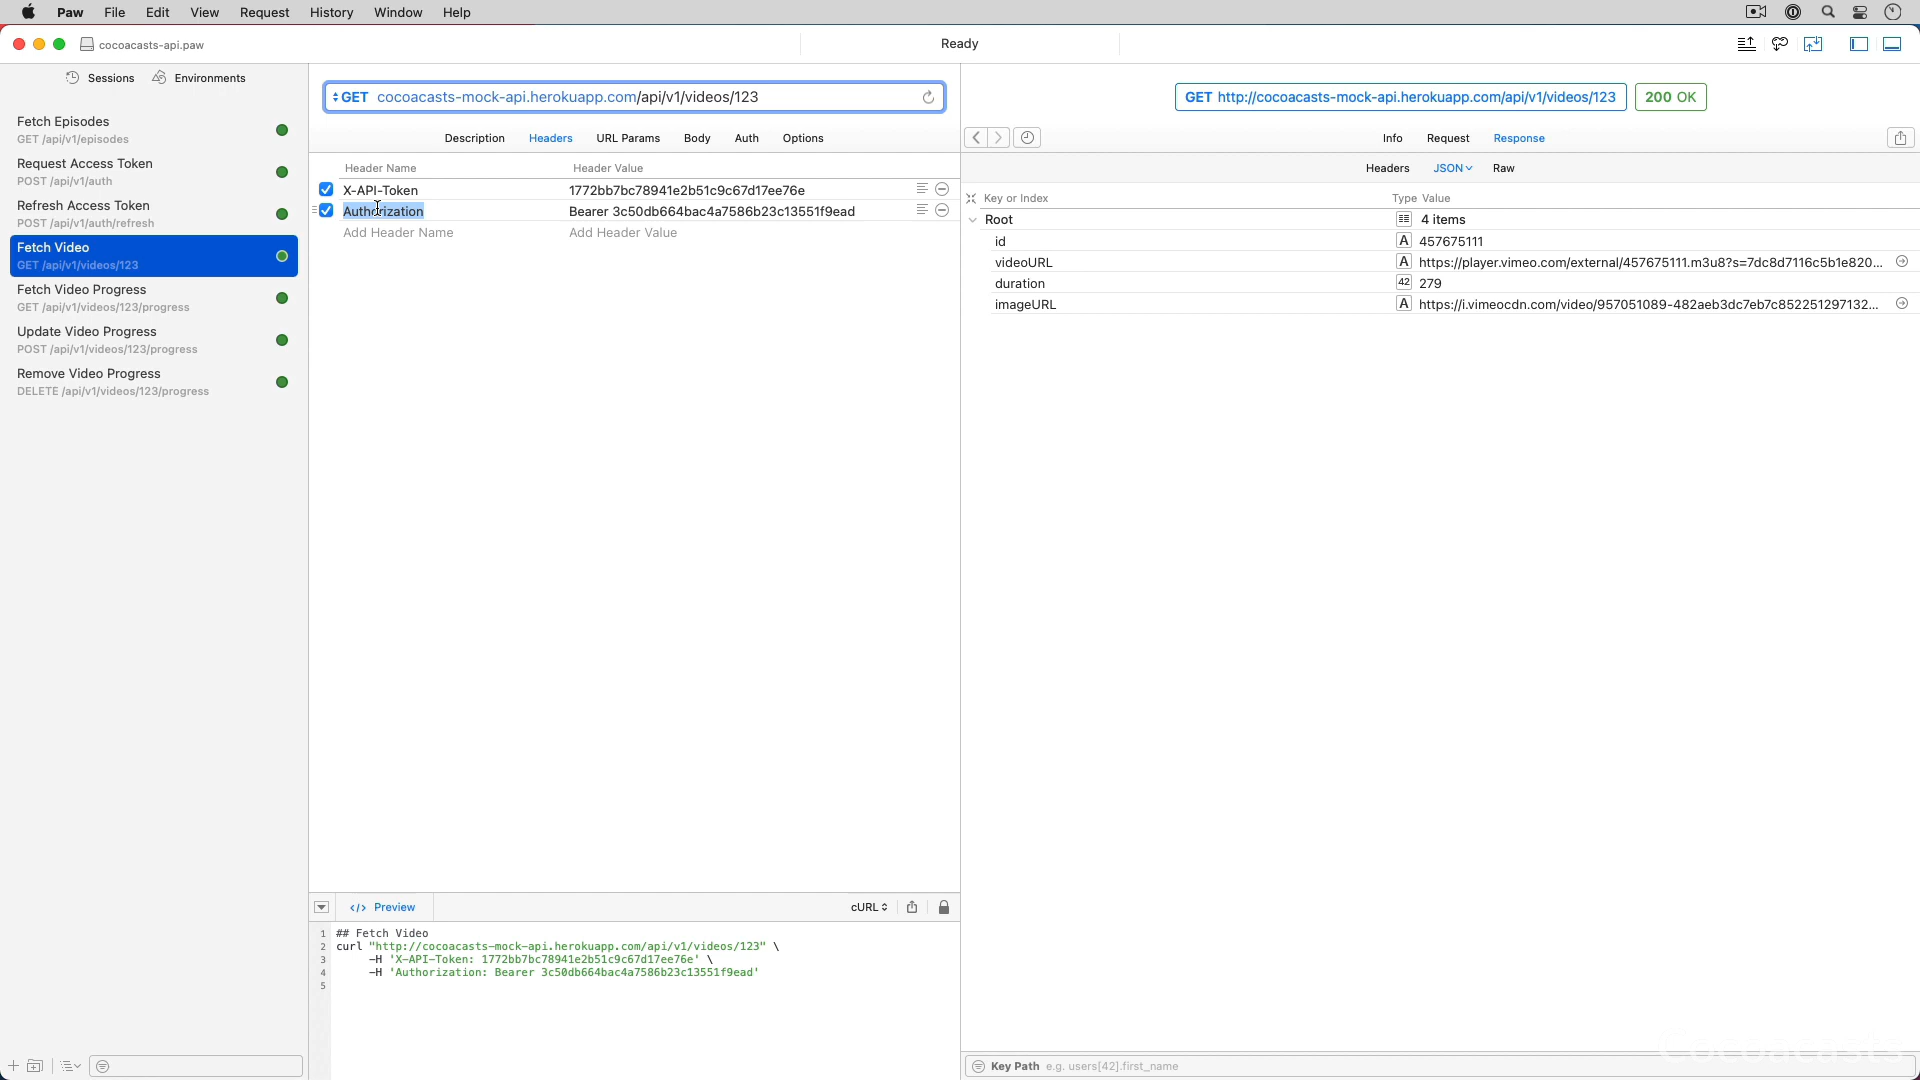 Paw File Edit View Request History Window Help
cocoacasts-api.paw
Ready
Sessions Environments
Fetch Episodes
GET /api/v1/episodes
Request Access Token
POST /api/v1/auth
Refresh Access Token
POST /api/v1/auth/refresh
Fetch Video
GET /api/v1/videos/123
Fetch Video Progress
GET /api/v1/videos/123/progress
Update Video Progress
POST /api/v1/videos/123/progress
Remove Video Progress
DELETE /api/v1/videos/123/progress
GET cocoacasts-mock-api.herokuapp.com/api/v1/videos/123
Description Headers URL Params Body Auth Options
Header Name Header Value
X-API-Token 1772bb7bc78941e2b51c9c67d17ee76e
Authorization Bearer 3c50db664bac4a7586b23c13551f9ead
Add Header Name Add Header Value
</> Preview cURL
1 ## Fetch Video
2 curl "http://cocoacasts-mock-api.herokuapp.com/api/v1/videos/123" \
3 -H 'X-API-Token: 1772bb7bc78941e2b51c9c67d17ee76e' \
4 -H 'Authorization: Bearer 3c50db664bac4a7586b23c13551f9ead'
5
GET http://cocoacasts-mock-api.herokuapp.com/api/v1/videos/123 200 OK
Info Request Response
Headers JSON Raw
Key or Index Type Value
Root 4 items
id A 457675111
videoURL A https://player.vimeo.com/external/457675111.m3u8?s=7dc8d7116c5b1e820...
duration 42 279
imageURL A https://i.vimeocdn.com/video/957051089-482aeb3dc7eb7c852251297132...
Key Path e.g. users[42].first_name
Cocoacasts